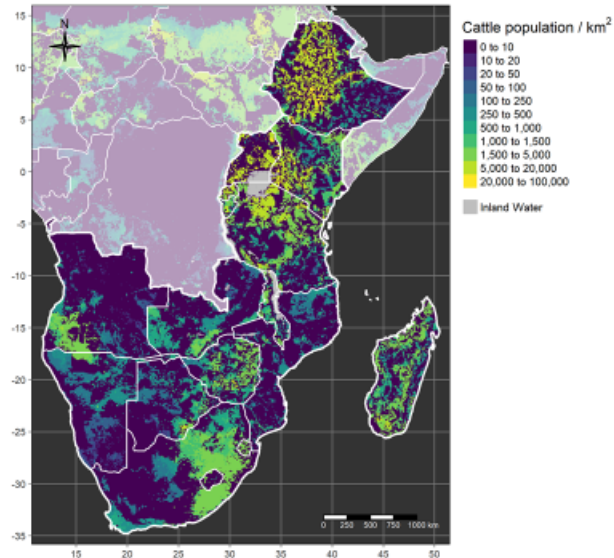 N
Cattle population / km²
0 to 10
10 to 20
20 to 50
50 to 100
100 to 250
250 to 500
500 to 1,000
1,000 to 1,500
1,500 to 5,000
5,000 to 20,000
20,000 to 100,000
Inland Water
15
10
5
0
-5
-10
-15
-20
-25
-30
-35
0 250 500 750 1000 km
15 20 25 30 35 40 45 50